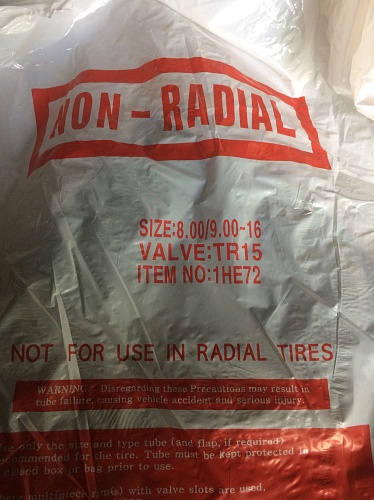 NON-RADIAL
SIZE:8.00/9.00-16
VALVE:TR15
ITEM NO:1HE72
NOT FOR USE IN RADIAL TIRES
WARNING: Disregarding these Precautions may result in
tube failure, causing vehicle accident and serious injury.
only the size and type tube (and flap, if required)
for the tire. Tube must be kept protected in
closed box or bag prior to use.
multipiece rim(s) with valve slots are used,